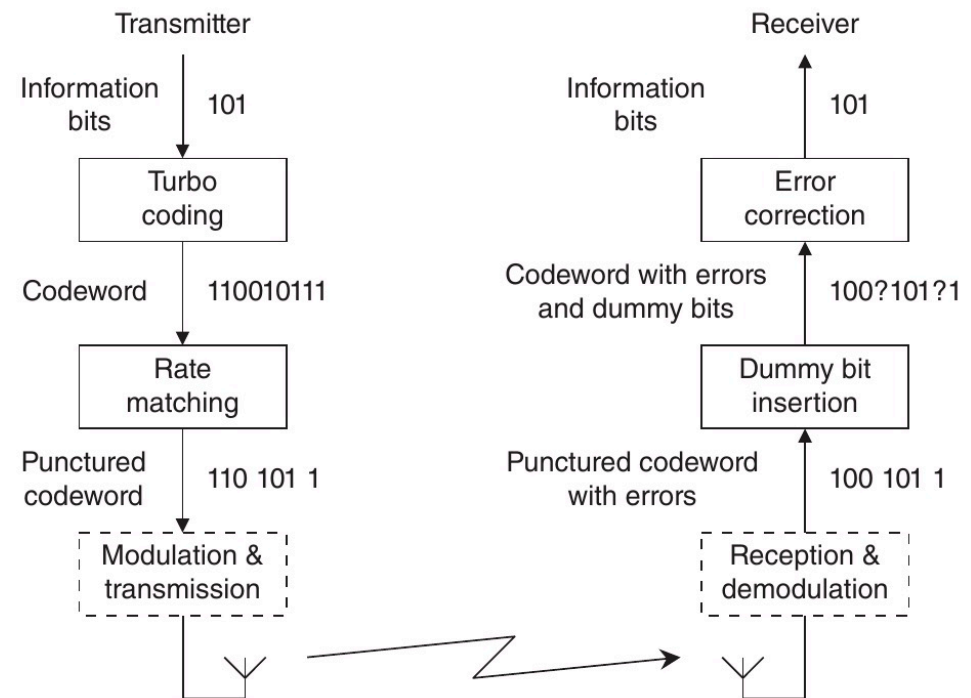 Transmitter
Information
bits
101
Turbo
coding
Codeword
110010111
Rate
matching
Punctured
codeword
110 101 1
Modulation &
transmission
Receiver
Information
bits
101
Error
correction
Codeword with errors
and dummy bits
100?101?1
Dummy bit
insertion
Punctured codeword
with errors
100 101 1
Reception &
demodulation